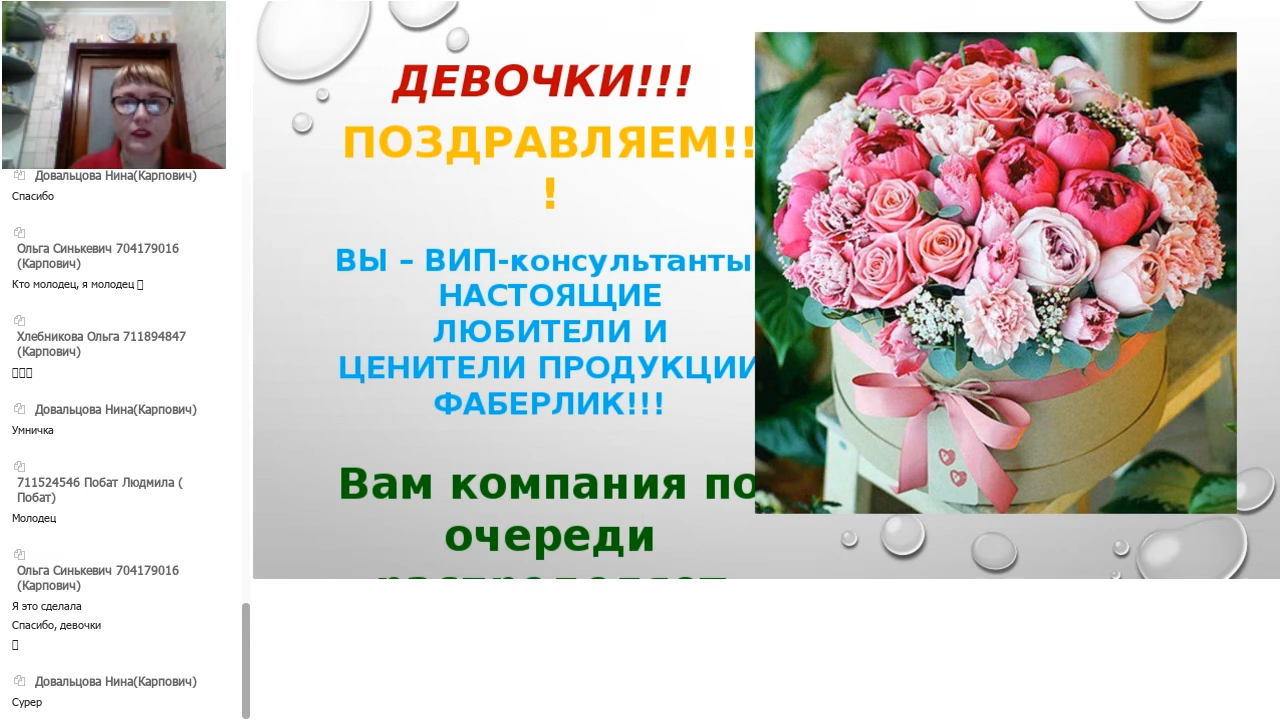 Довальцова Нина(Карпович)
Спасибо
Ольга Синькевич 704179016
(Карпович)
Кто молодец, я молодец
Хлебникова Ольга 711894847
(Карпович)
Довальцова Нина(Карпович)
Умничка
711524546 Побат Людмила (
Побат)
Молодец
Ольга Синькевич 704179016
(Карпович)
Я это сделала
Спасибо, девочки
Довальцова Нина(Карпович)
Сурер
ДЕВОЧКИ!!!
ПОЗДРАВЛЯЕМ!!
!
ВЫ – ВИП-консультанты
НАСТОЯЩИЕ
ЛЮБИТЕЛИ И
ЦЕНИТЕЛИ ПРОДУКЦИИ
ФАБЕРЛИК!!!
Вам компания по
очереди